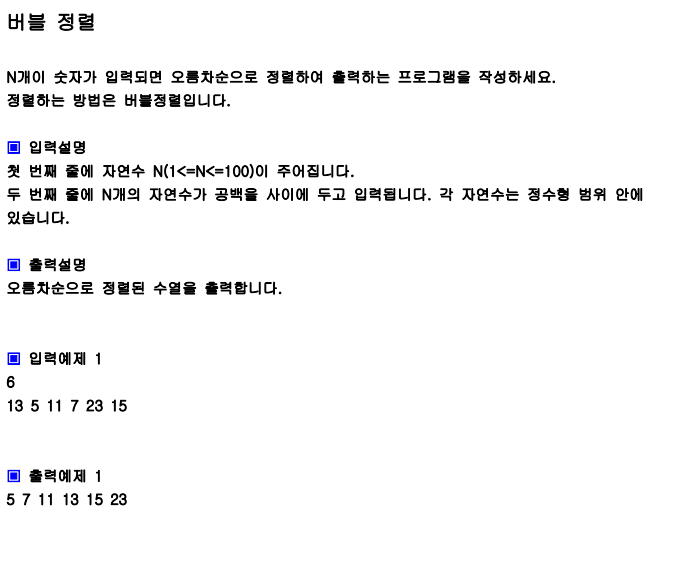 버블 정렬
N개이 숫자가 입력되면 오름차순으로 정렬하여 출력하는 프로그램을 작성하세요.
정렬하는 방법은 버블정렬입니다.
▣ 입력설명
첫 번째 줄에 자연수 N(1<=N<=100)이 주어집니다.
두 번째 줄에 N개의 자연수가 공백을 사이에 두고 입력됩니다. 각 자연수는 정수형 범위 안에
있습니다.
▣ 출력설명
오름차순으로 정렬된 수열을 출력합니다.
▣ 입력예제 1
6
13 5 11 7 23 15
▣ 출력예제 1
5 7 11 13 15 23